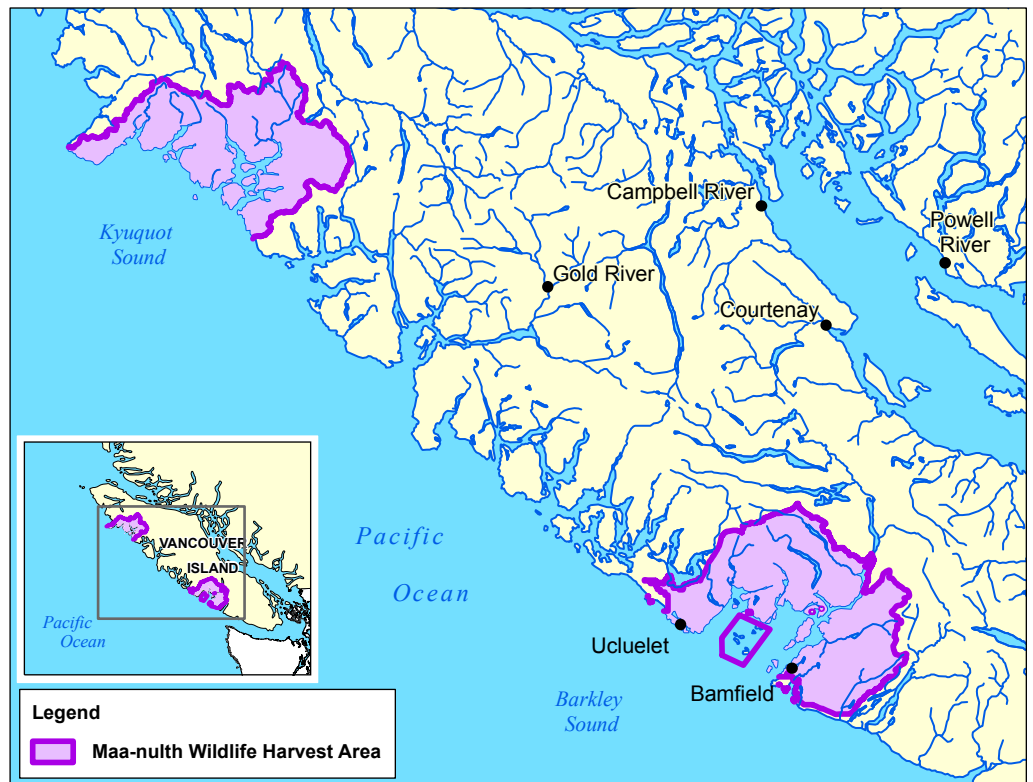 Campbell River
Powell
River
Kyuquot
Sound
Gold River
Courtenay
Pacific
Ocean
VANCOUVER
ISLAND
Pacific
Ocean
Ucluelet
Bamfield
Barkley
Sound
Legend
Maa-nulth Wildlife Harvest Area